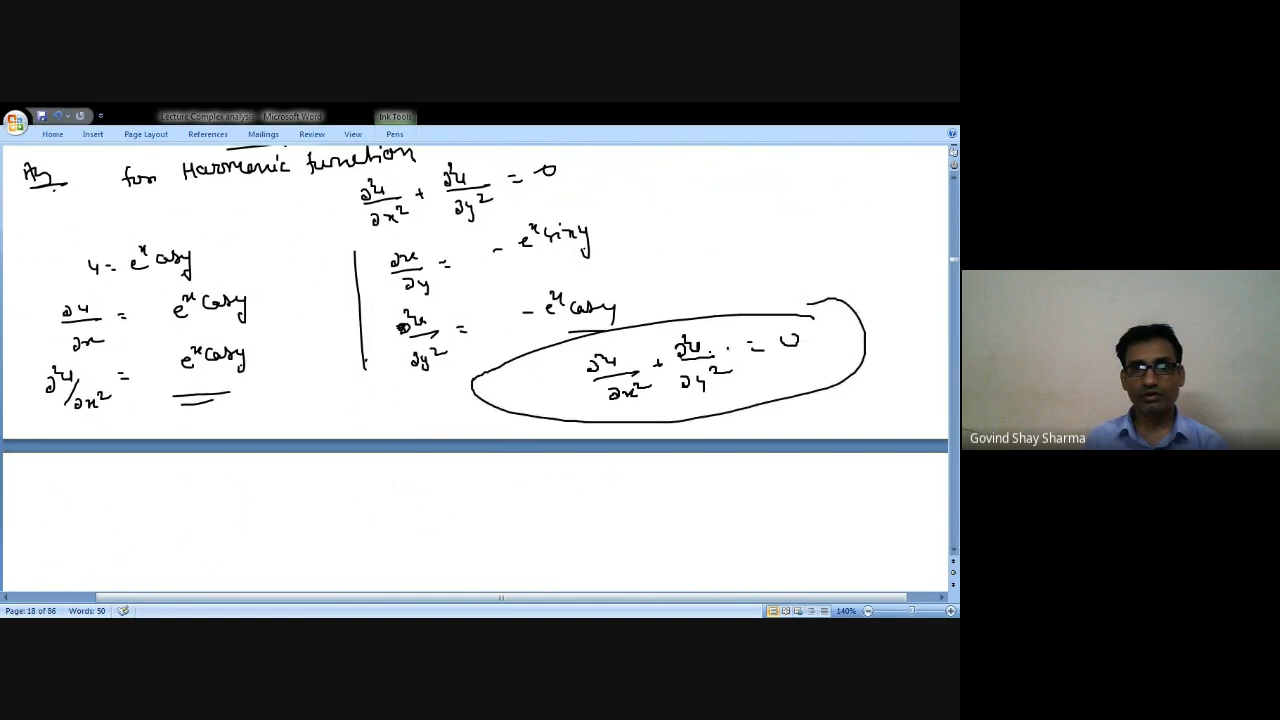 Lecture Complex analysis - Microsoft Word
Ink Tools
Home Insert Page Layout References Mailings Review View Pens
for Harmonic function
∂²u/∂x² + ∂²u/∂y² = 0
u = e^x cos y
∂u/∂x = e^x cos y
∂²u/∂x² = e^x cos y
∂u/∂y = - e^x sin y
∂²u/∂y² = - e^x cos y
∂²u/∂x² + ∂²u/∂y² = 0
Govind Shay Sharma
Page: 18 of 86 Words: 50 140%